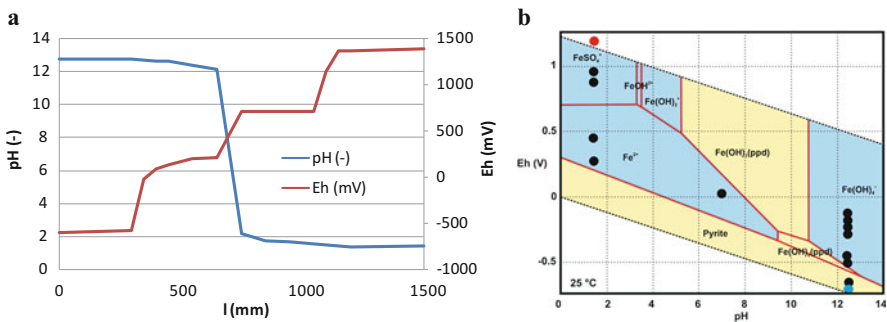 a
14
12
10
8
6
4
2
0
pH (-)
0
500
1000
1500
l (mm)
1500
1000
500
0
-500
-1000
Eh (mV)
pH (-)
Eh (mV)
b
1
0.5
Eh (V)
0
-0.5
FeSO₄⁺
FeOH²⁺
Fe(OH)₂⁺
Fe(OH)₃(ppd)
Fe²⁺
Fe(OH)₄⁻
Pyrite
Fe(OH)₂(ppd)
25 °C
0
2
4
6
8
10
12
14
pH